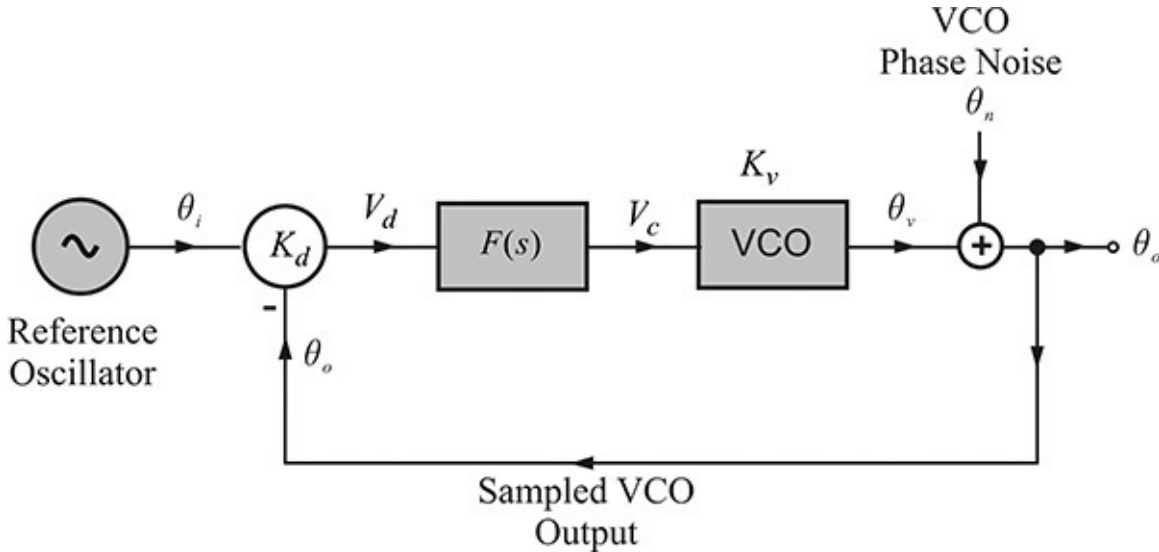 VCO
Phase Noise
θn
Kv
θi
Vd
Vc
θv
Kd
F(s)
VCO
+
θo
-
θo
Reference
Oscillator
Sampled VCO
Output